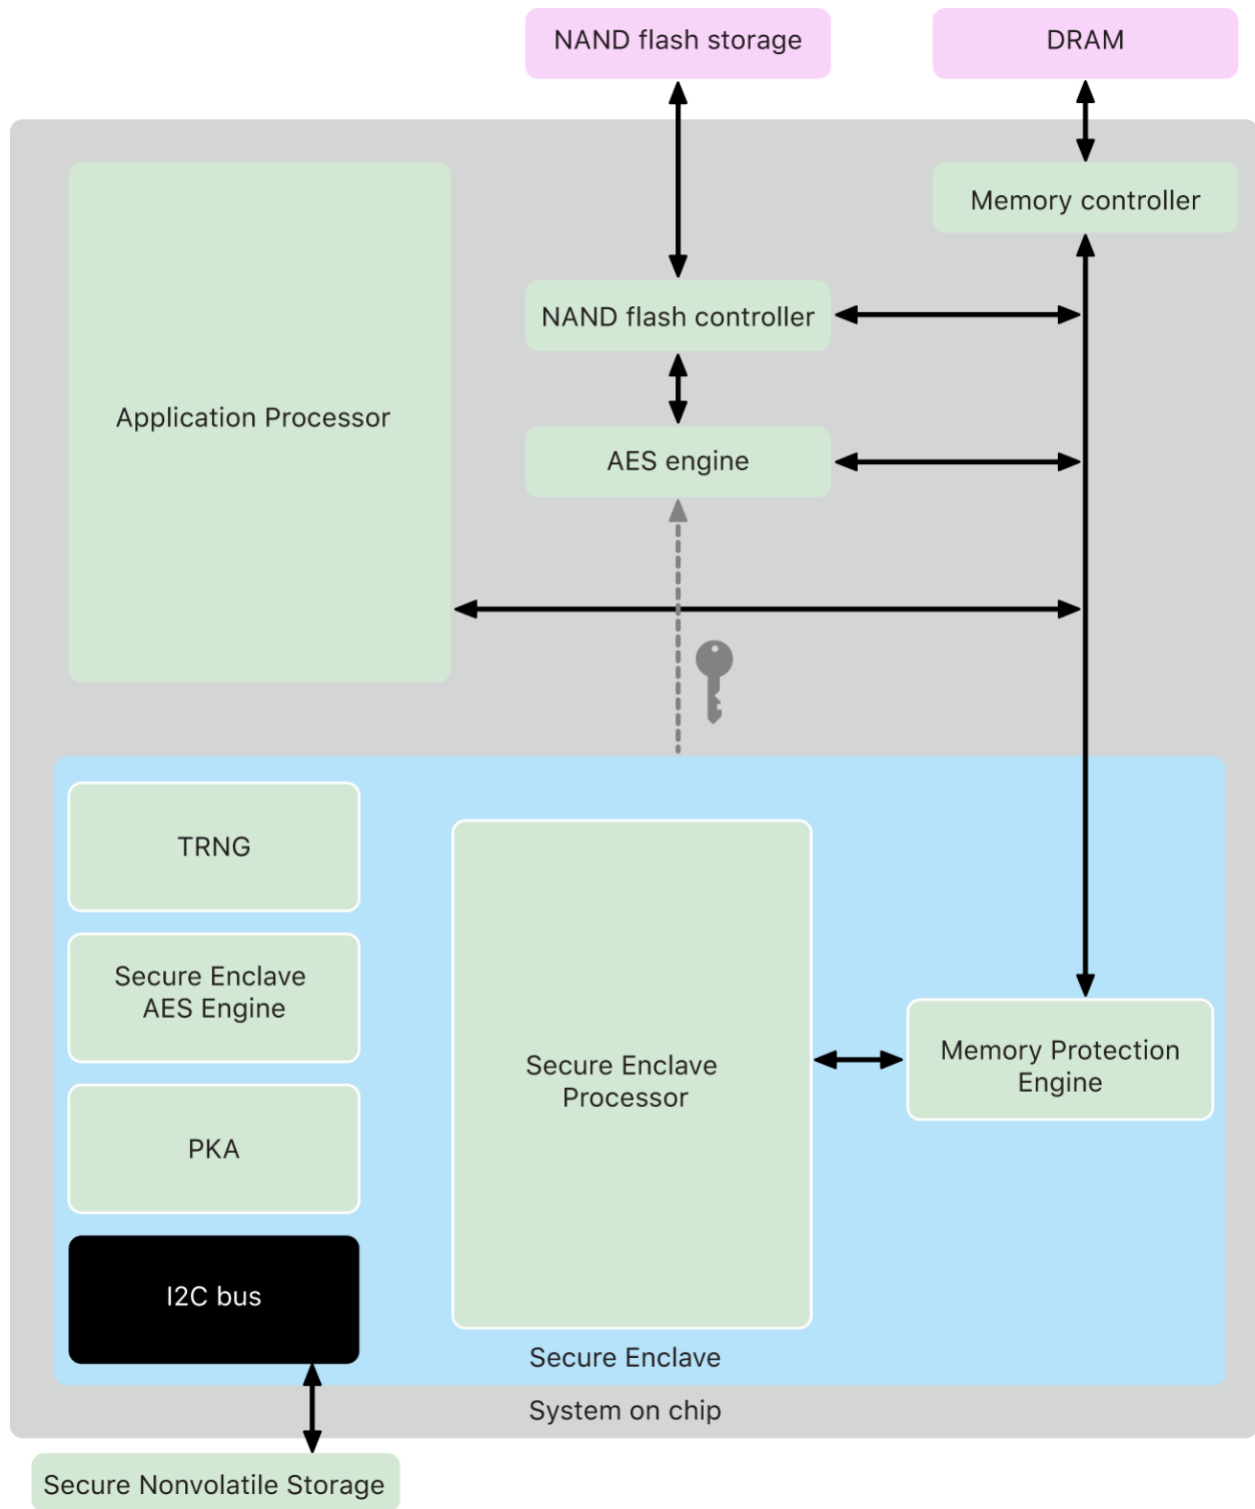 NAND flash storage
DRAM
Memory controller
NAND flash controller
Application Processor
AES engine
TRNG
Secure Enclave
AES Engine
Secure Enclave
Processor
Memory Protection
Engine
PKA
I2C bus
Secure Enclave
System on chip
Secure Nonvolatile Storage